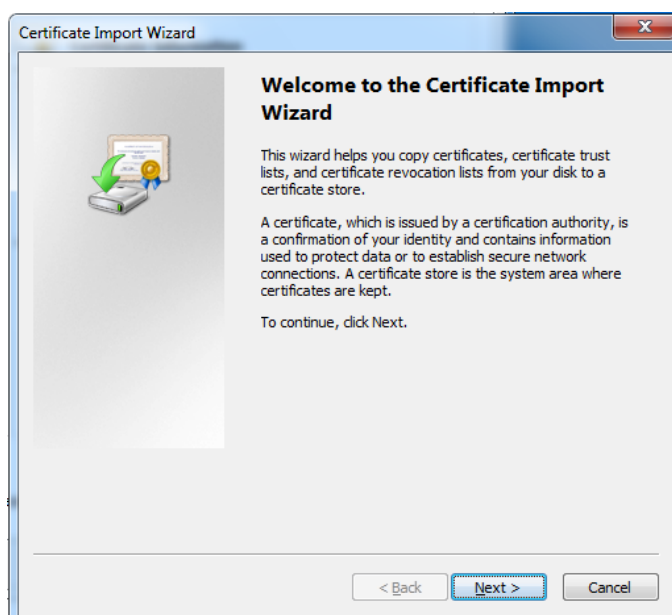 Certificate Import Wizard
Welcome to the Certificate Import
Wizard
This wizard helps you copy certificates, certificate trust
lists, and certificate revocation lists from your disk to a
certificate store.
A certificate, which is issued by a certification authority, is
a confirmation of your identity and contains information
used to protect data or to establish secure network
connections. A certificate store is the system area where
certificates are kept.
To continue, click Next.
< Back Next > Cancel